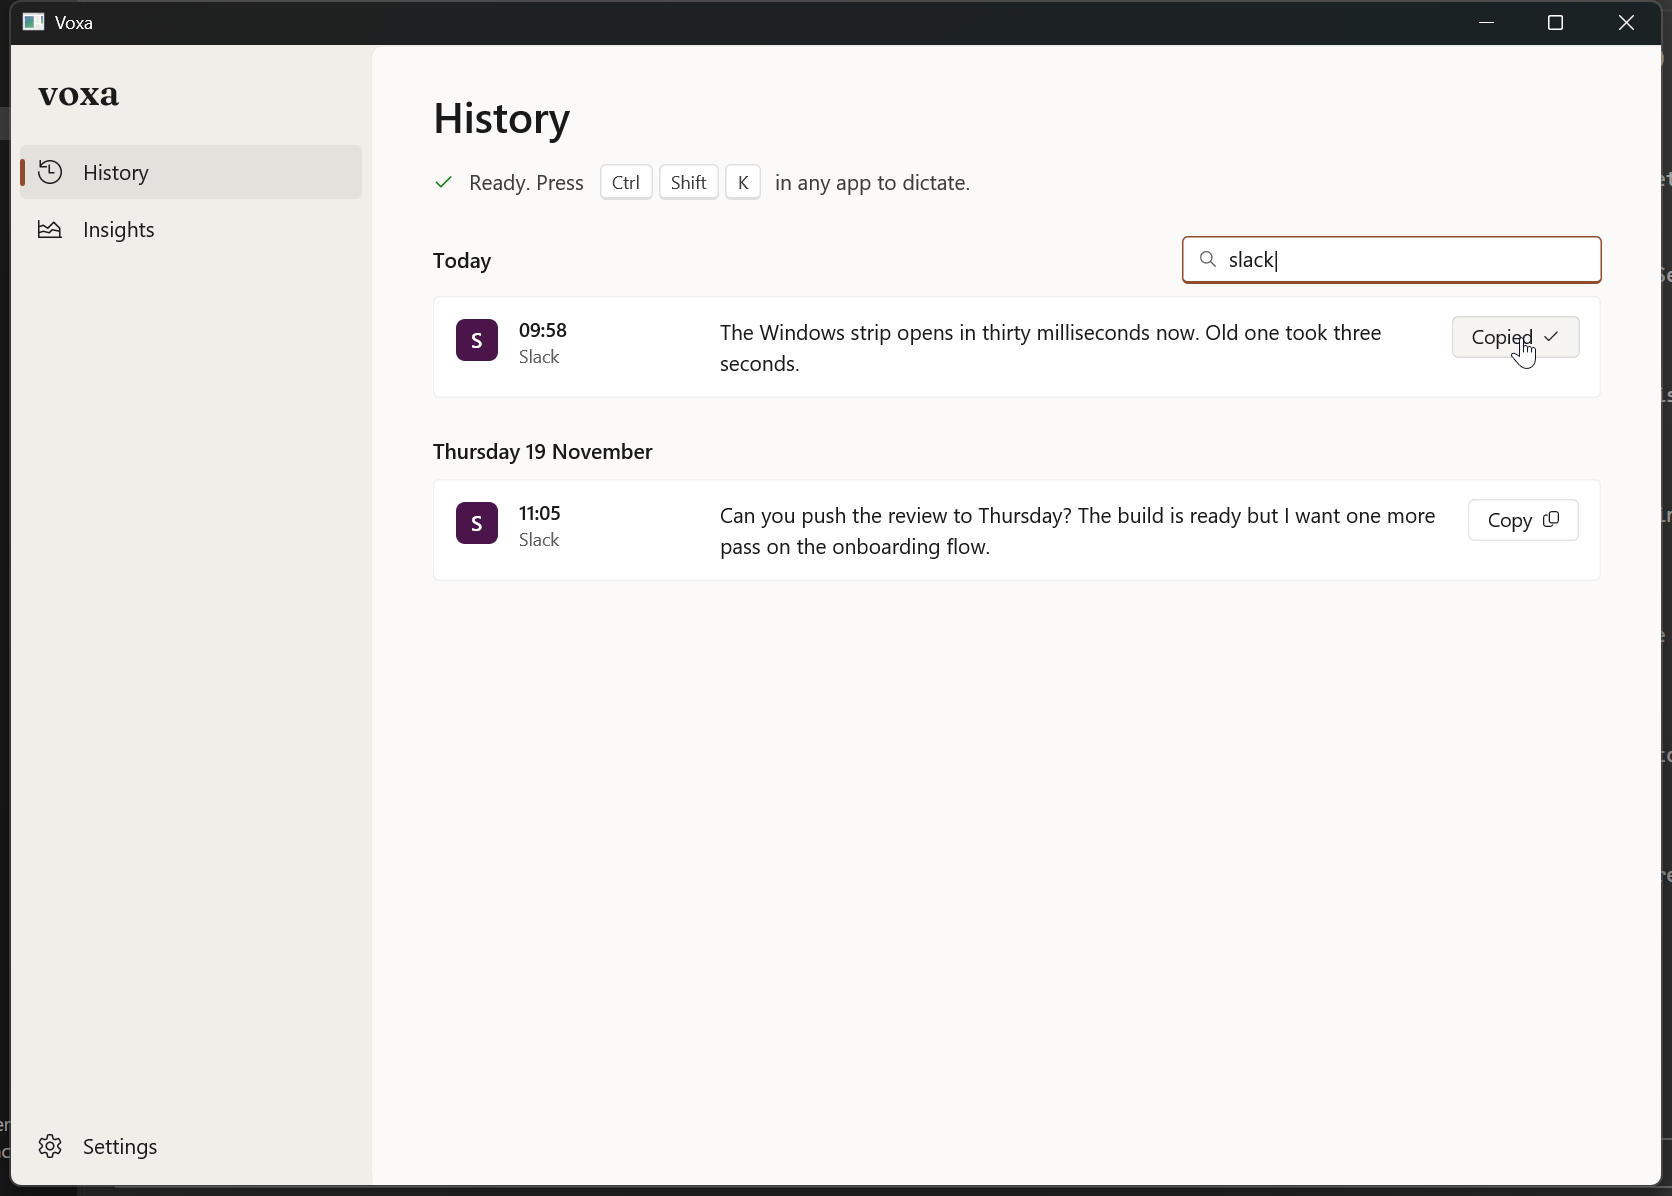 Voxa
voxa
History
Insights
Settings
History
Ready. Press Ctrl Shift K in any app to dictate.
Today
slack
S
09:58
Slack
The Windows strip opens in thirty milliseconds now. Old one took three
seconds.
Copied
Thursday 19 November
S
11:05
Slack
Can you push the review to Thursday? The build is ready but I want one more
pass on the onboarding flow.
Copy